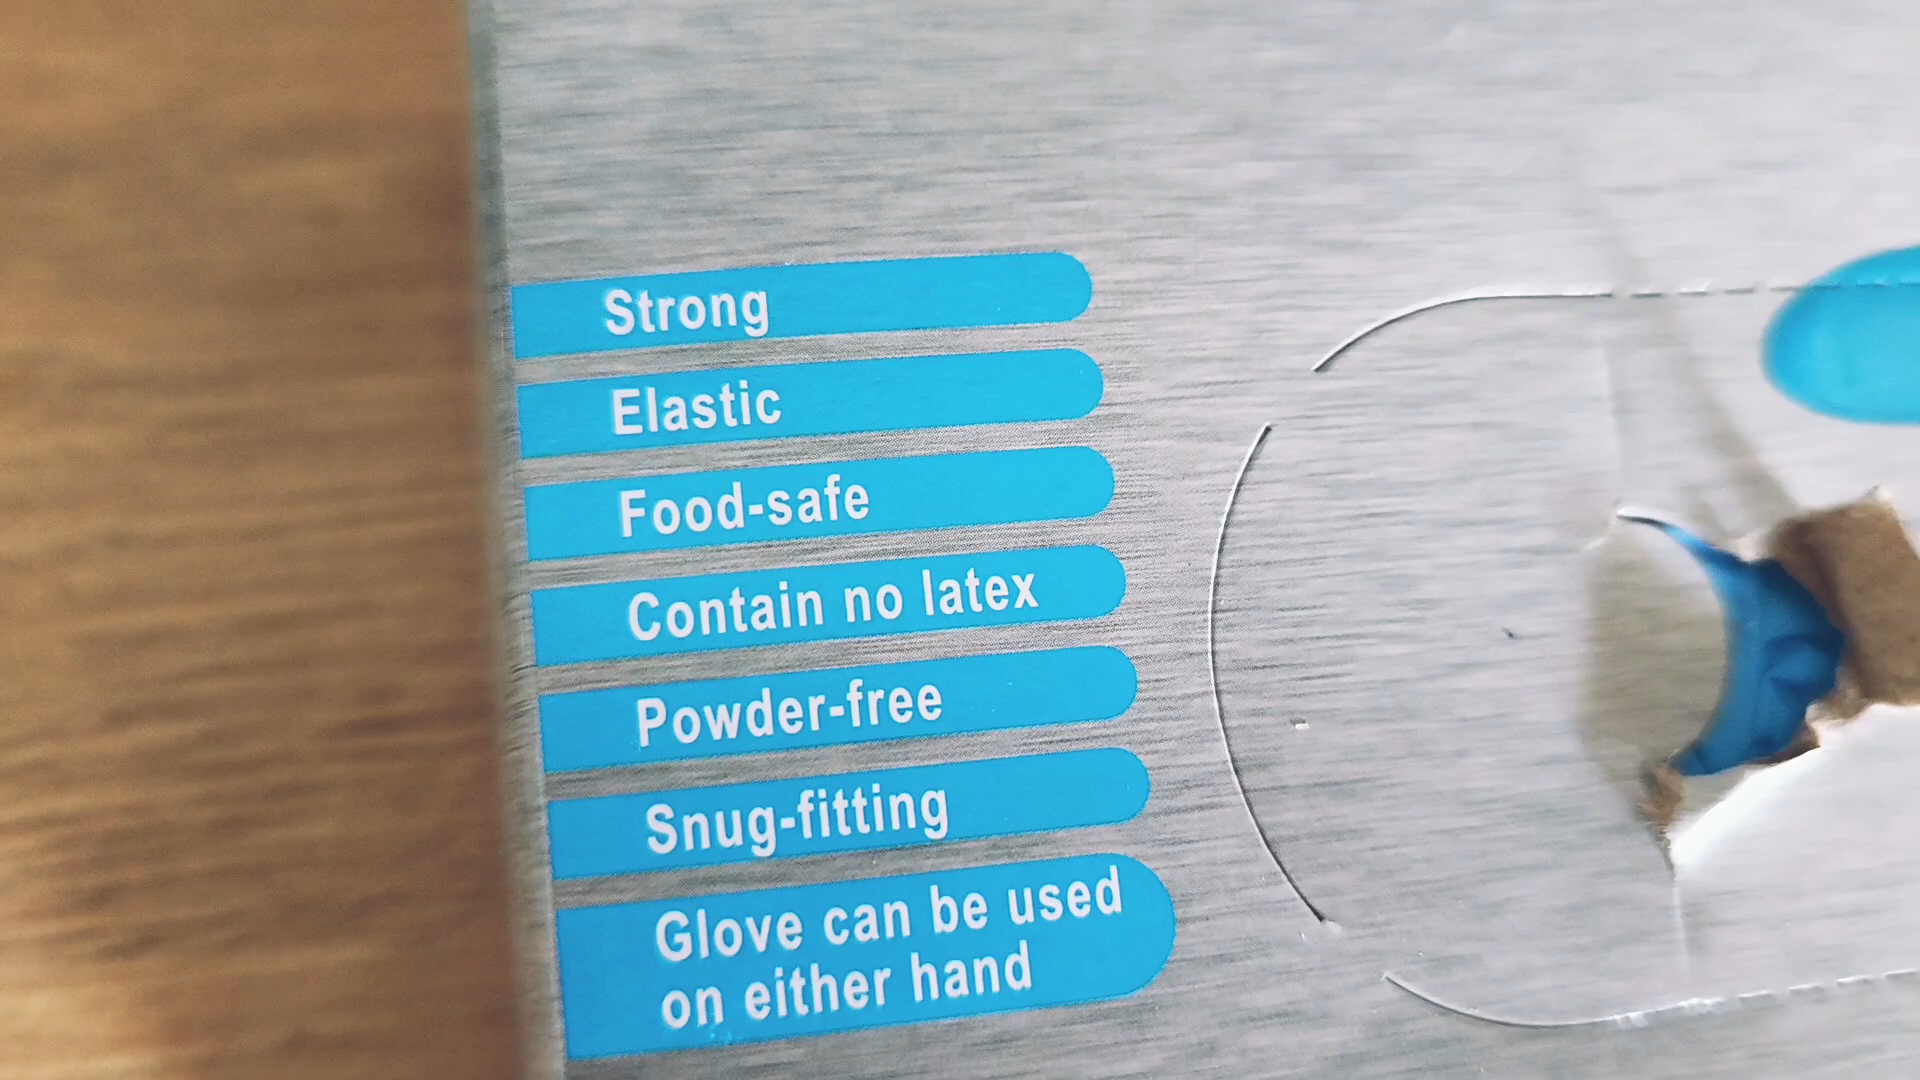 Strong
Elastic
Food-safe
Contain no latex
Powder-free
Snug-fitting
Glove can be used
on either hand